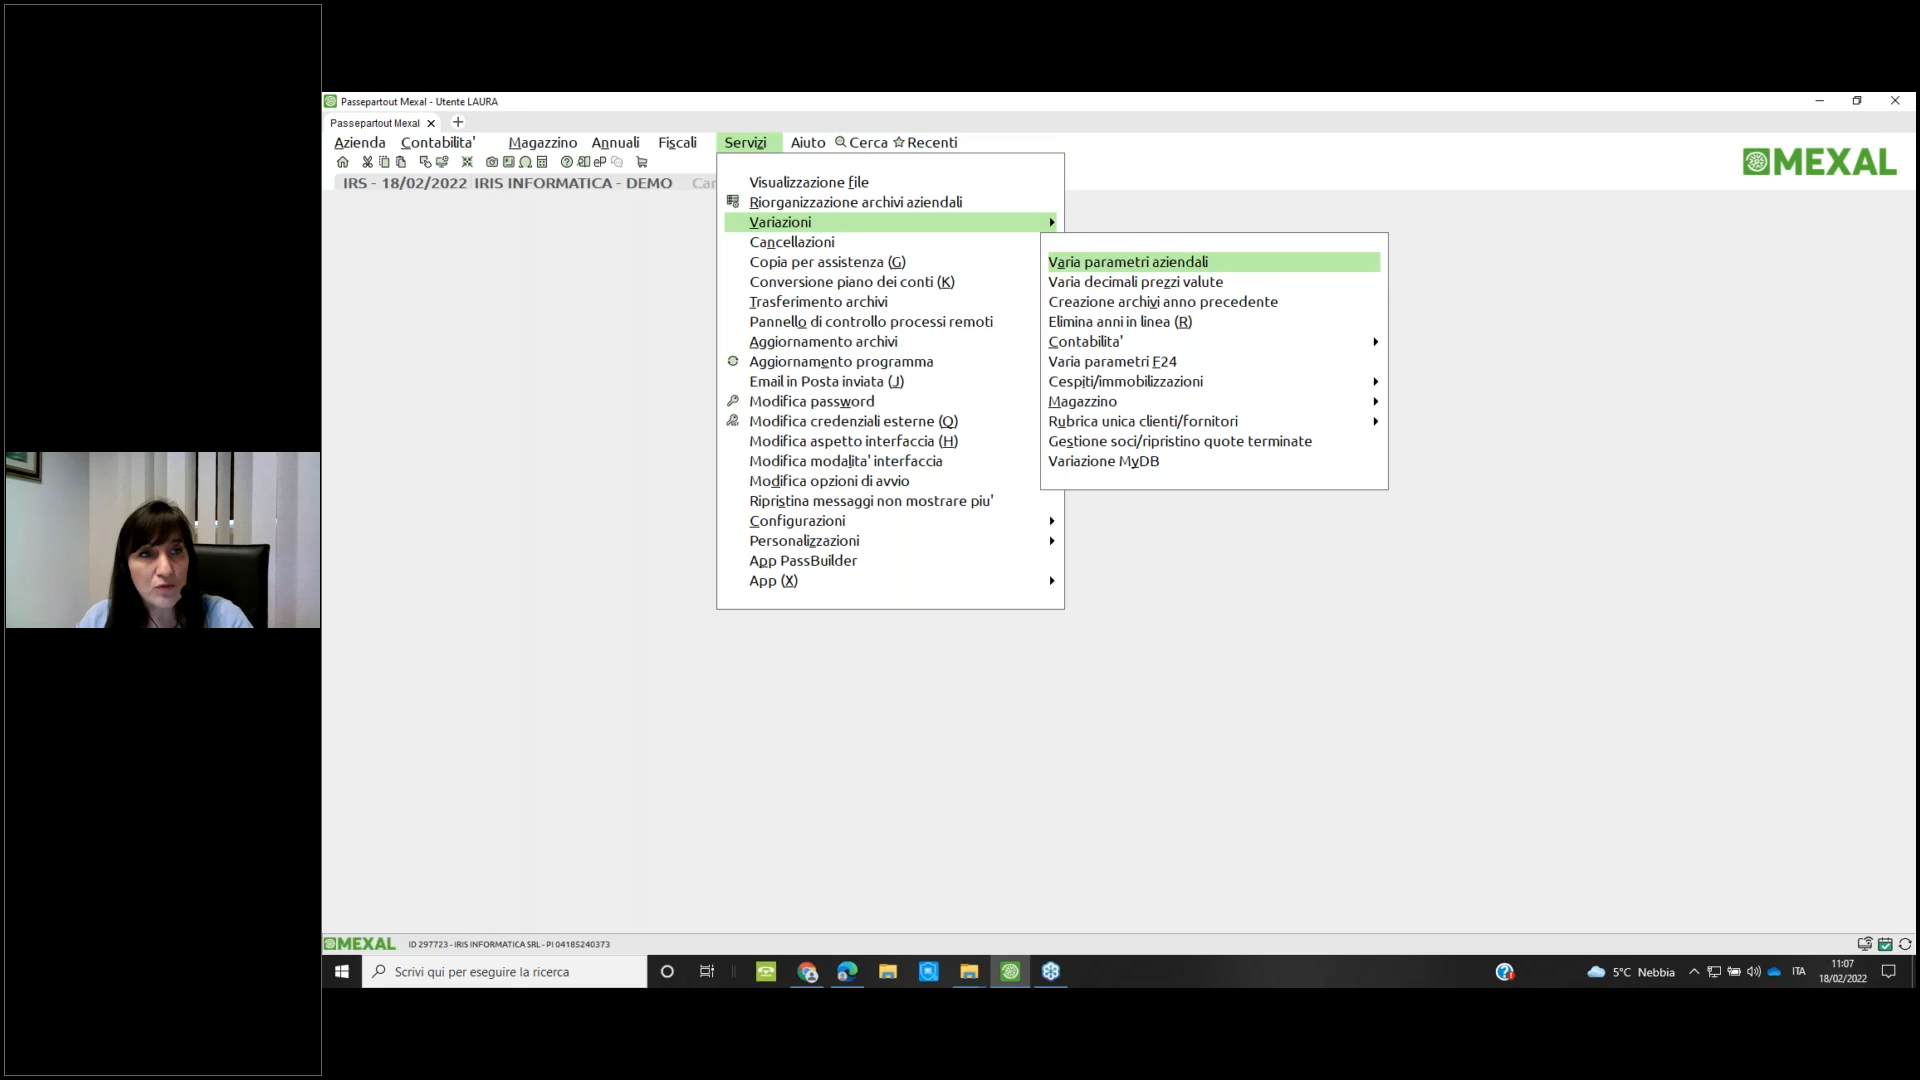 Passepartout Mexal - Utente LAURA
Passepartout Mexal
Azienda Contabilita' Magazzino Annuali Fiscali Servizi Aiuto Cerca Recenti
MEXAL
IRS - 18/02/2022 IRIS INFORMATICA - DEMO Car
Visualizzazione file
Riorganizzazione archivi aziendali
Variazioni
Cancellazioni
Copia per assistenza (G)
Conversione piano dei conti (K)
Trasferimento archivi
Pannello di controllo processi remoti
Aggiornamento archivi
Aggiornamento programma
Email in Posta inviata (J)
Modifica password
Modifica credenziali esterne (Q)
Modifica aspetto interfaccia (H)
Modifica modalita' interfaccia
Modifica opzioni di avvio
Ripristina messaggi non mostrare piu'
Configurazioni
Personalizzazioni
App PassBuilder
App (X)
Varia parametri aziendali
Varia decimali prezzi valute
Creazione archivi anno precedente
Elimina anni in linea (R)
Contabilita'
Varia parametri F24
Cespiti/immobilizzazioni
Magazzino
Rubrica unica clienti/fornitori
Gestione soci/ripristino quote terminate
Variazione MyDB
MEXAL ID 297723 - IRIS INFORMATICA SRL - PI 04185240373
Scrivi qui per eseguire la ricerca
5°C Nebbia
ITA
11:07
18/02/2022